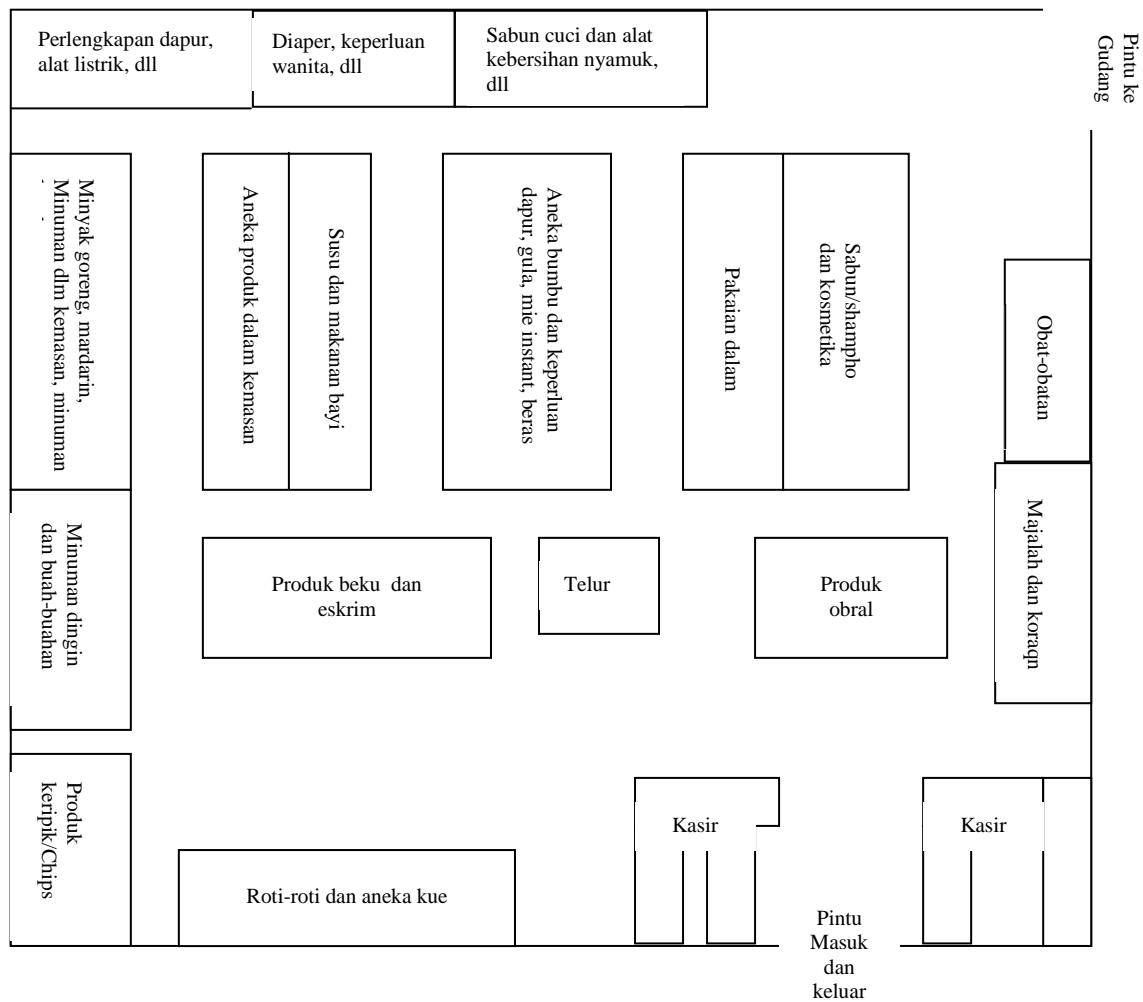 Perlengkapan dapur,
alat listrik, dll
Diaper, keperluan
wanita, dll
Sabun cuci dan alat
kebersihan nyamuk,
dll
Pintu ke
Gudang
Minyak goreng, mardarin,
Minuman dlm kemasan, minuman
Aneka produk dalam kemasan
Susu dan makanan bayi
Aneka bumbu dan keperluan
dapur, gula, mie instant, beras
Pakaian dalam
Sabun/shampho
dan kosmetika
Obat-obatan
Minuman dingin
dan buah-buahan
Produk beku dan
eskrim
Telur
Produk
obral
Majalah dan koraqn
Produk
keripik/Chips
Roti-roti dan aneka kue
Kasir
Kasir
Pintu
Masuk
dan
keluar